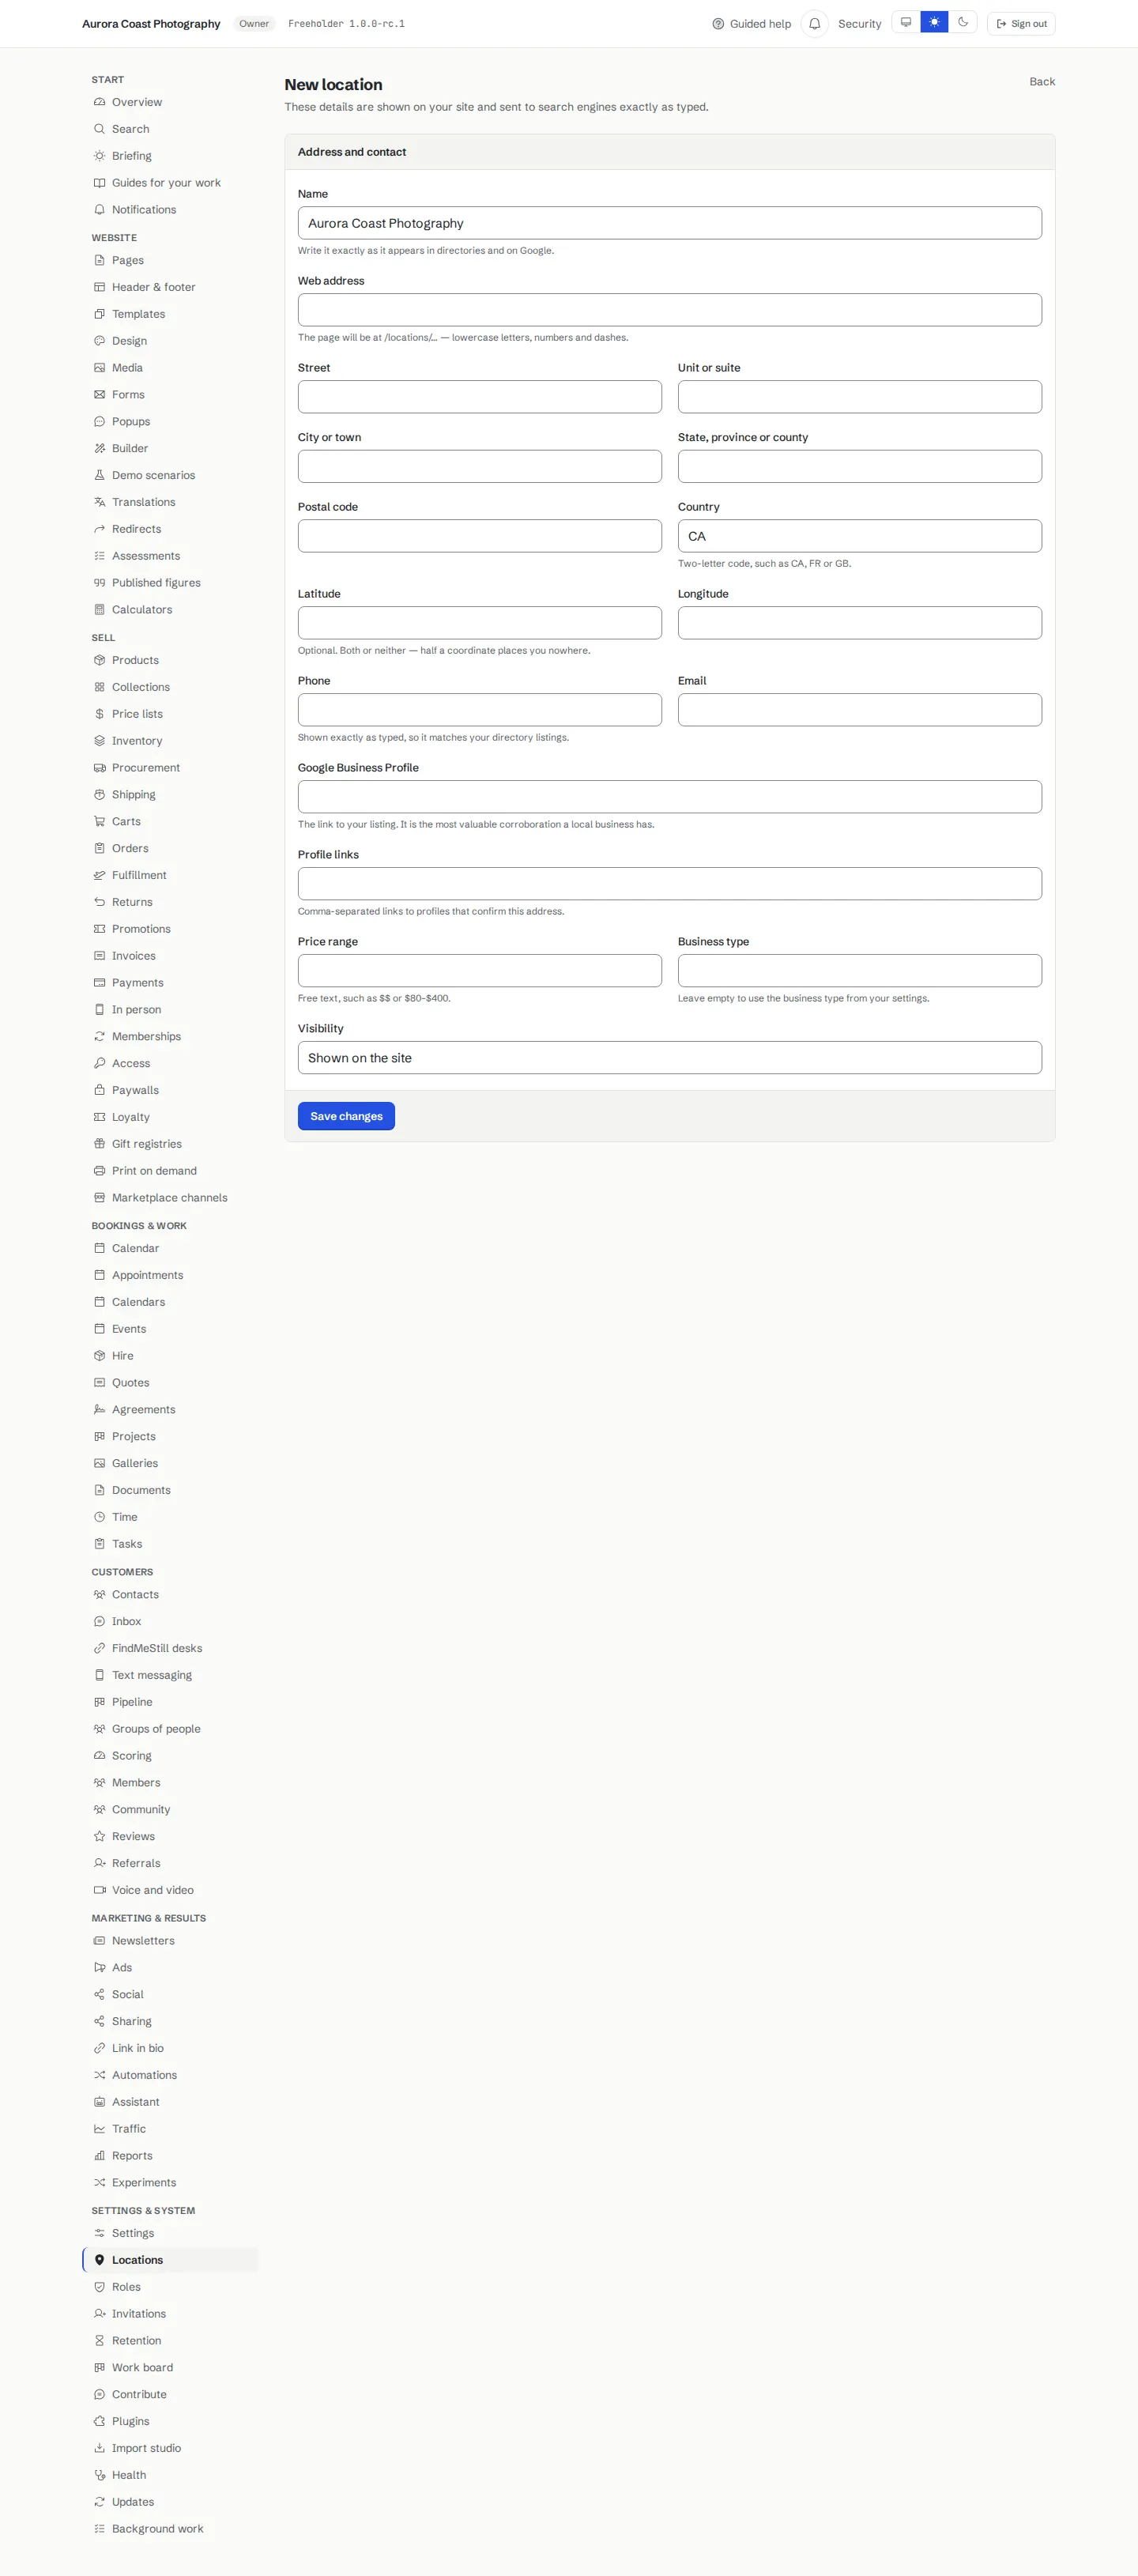 Aurora Coast Photography Owner Freeholder 1.0.0-rc.1 Guided help Security Sign out
START
Overview
Search
Briefing
Guides for your work
Notifications
WEBSITE
Pages
Header & footer
Templates
Design
Media
Forms
Popups
Builder
Demo scenarios
Translations
Redirects
Assessments
Published figures
Calculators
SELL
Products
Collections
Price lists
Inventory
Procurement
Shipping
Carts
Orders
Fulfillment
Returns
Promotions
Invoices
Payments
In person
Memberships
Access
Paywalls
Loyalty
Gift registries
Print on demand
Marketplace channels
BOOKINGS & WORK
Calendar
Appointments
Calendars
Events
Hire
Quotes
Agreements
Projects
Galleries
Documents
Time
Tasks
CUSTOMERS
Contacts
Inbox
FindMeStill desks
Text messaging
Pipeline
Groups of people
Scoring
Members
Community
Reviews
Referrals
Voice and video
MARKETING & RESULTS
Newsletters
Ads
Social
Sharing
Link in bio
Automations
Assistant
Traffic
Reports
Experiments
SETTINGS & SYSTEM
Settings
Locations
Roles
Invitations
Retention
Work board
Contribute
Plugins
Import studio
Health
Updates
Background work
New location
Back
These details are shown on your site and sent to search engines exactly as typed.
Address and contact
Name
Aurora Coast Photography
Write it exactly as it appears in directories and on Google.
Web address
The page will be at /locations/… — lowercase letters, numbers and dashes.
Street Unit or suite
City or town State, province or county
Postal code Country
CA
Two-letter code, such as CA, FR or GB.
Latitude Longitude
Optional. Both or neither — half a coordinate places you nowhere.
Phone Email
Shown exactly as typed, so it matches your directory listings.
Google Business Profile
The link to your listing. It is the most valuable corroboration a local business has.
Profile links
Comma-separated links to profiles that confirm this address.
Price range Business type
Free text, such as $$ or $80–$400. Leave empty to use the business type from your settings.
Visibility
Shown on the site
Save changes